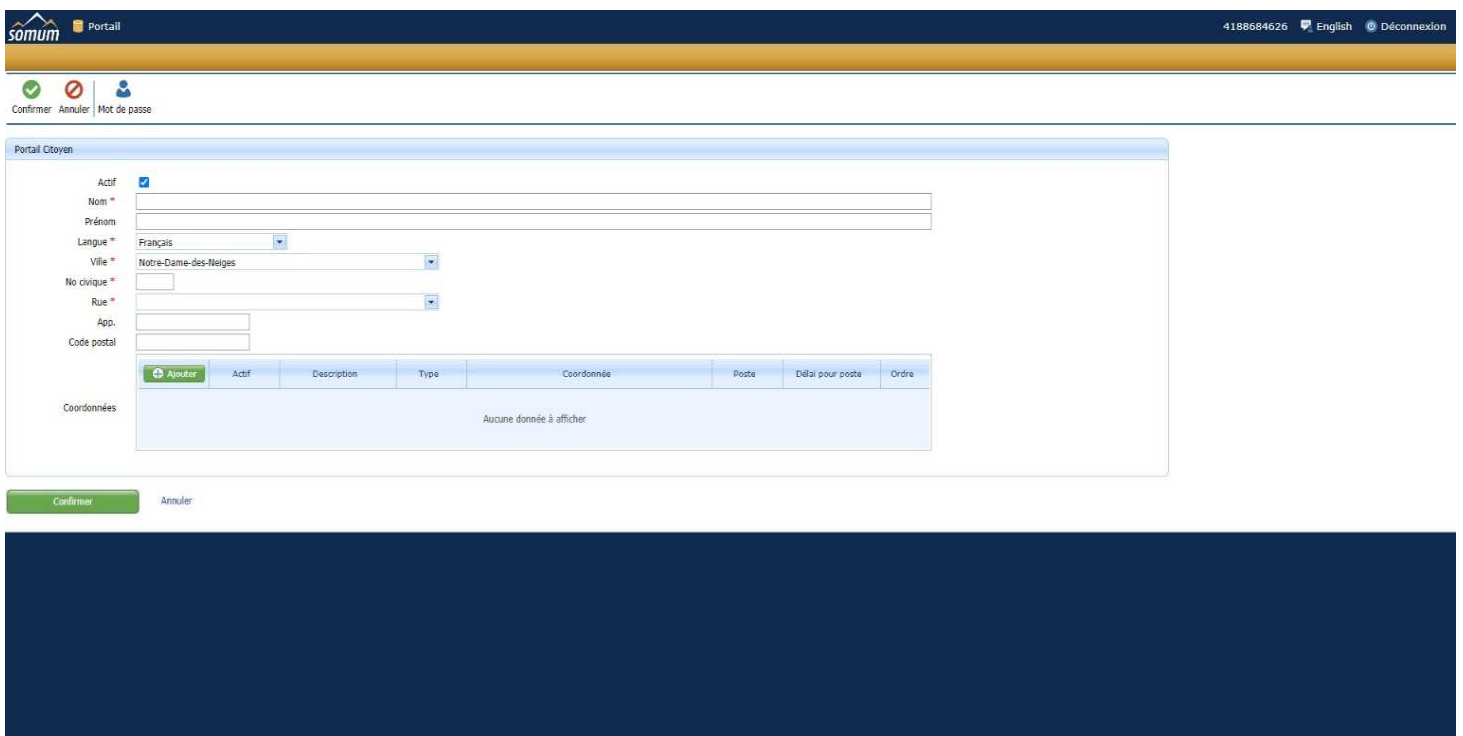 somum Portail 4188684626 English Déconnexion
Confirmer Annuler Mot de passe
Portail Citoyen
Actif
Nom *
Prénom
Langue * Français
Ville * Notre-Dame-des-Neiges
No civique *
Rue *
App.
Code postal
Ajouter Actif Description Type Coordonnée Poste Délai pour poste Ordre
Coordonnées
Aucune donnée à afficher
Confirmer Annuler